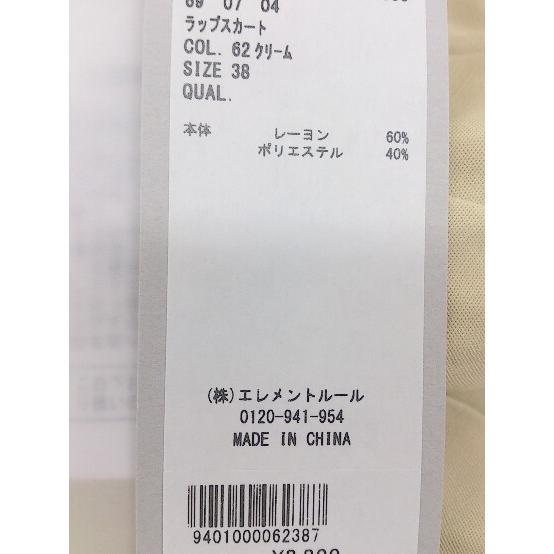 ラップスカート
COL. 62クリーム
SIZE 38
QUAL.
本体 レーヨン 60%
ポリエステル 40%
(株)エレメントルール
0120-941-954
MADE IN CHINA
9401000062387